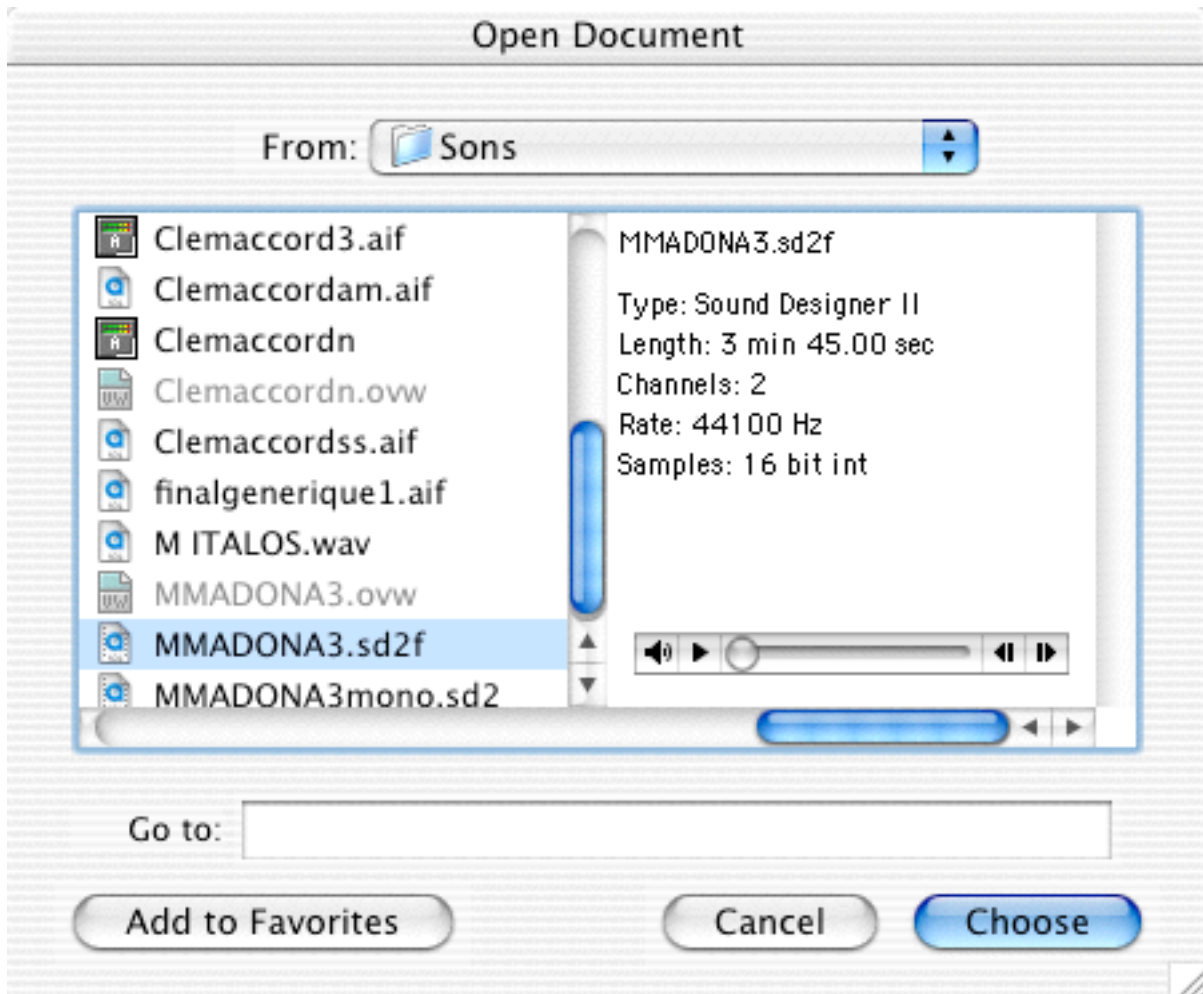 Open Document
From: Sons
Clemaccord3.aif
Clemaccordam.aif
Clemaccordn
Clemaccordn.ovw
Clemaccordss.aif
finalgenerique1.aif
M ITALOS.wav
MMADONA3.ovw
MMADONA3.sd2f
MMADONA3mono.sd2
MMADONA3.sd2f
Type: Sound Designer II
Length: 3 min 45.00 sec
Channels: 2
Rate: 44100 Hz
Samples: 16 bit int
Go to:
Add to Favorites
Cancel
Choose